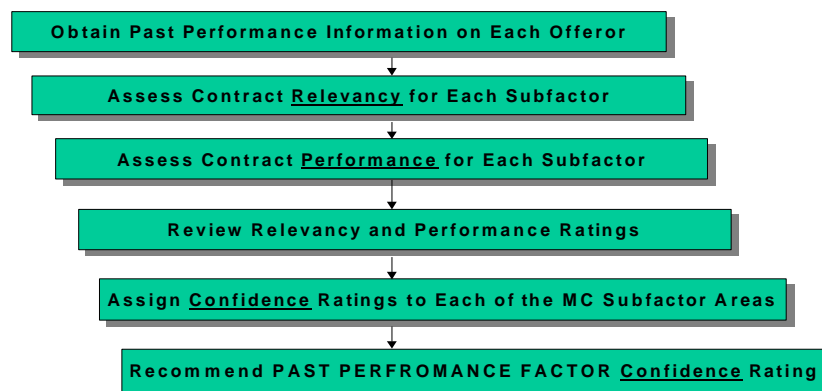 Obtain Past Performance Information on Each Offeror
Assess Contract Relevancy for Each Subfactor
Assess Contract Performance for Each Subfactor
Review Relevancy and Performance Ratings
Assign Confidence Ratings to Each of the MC Subfactor Areas
Recommend PAST PERFROMANCE FACTOR Confidence Rating